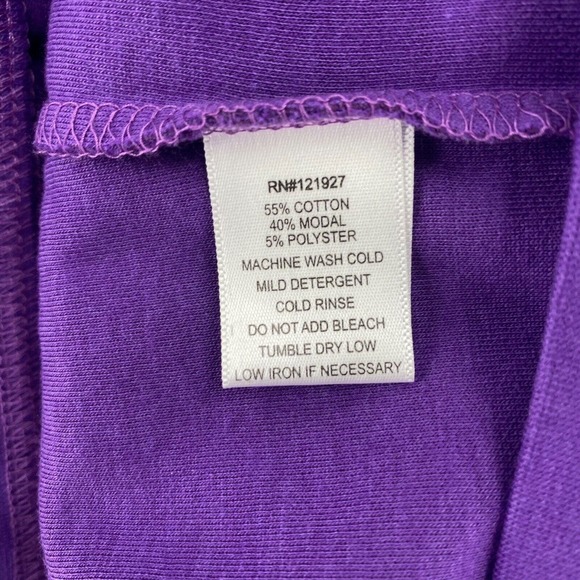 RN#121927
55% COTTON
40% MODAL
5% POLYSTER
MACHINE WASH COLD
MILD DETERGENT
COLD RINSE
DO NOT ADD BLEACH
TUMBLE DRY LOW
LOW IRON IF NECESSARY